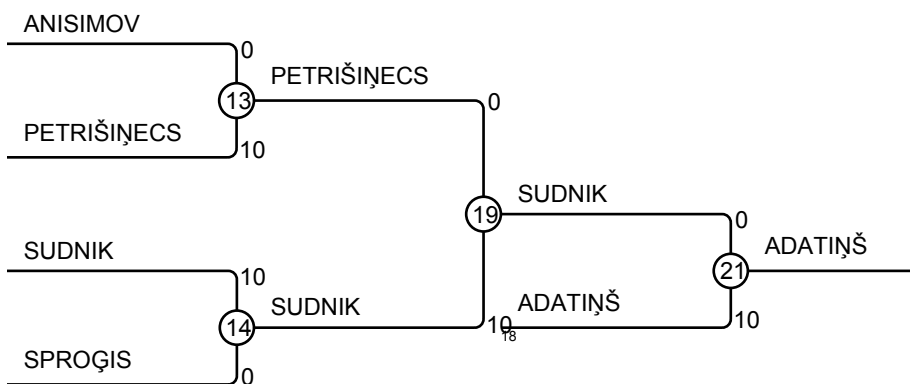 ANISIMOV
0
13
PETRIŠIŅECS
0
PETRIŠIŅECS
10
19
SUDNIK
0
SUDNIK
10
14
SUDNIK
10
18
ADATIŅŠ
10
21
ADATIŅŠ
SPROĢIS
0